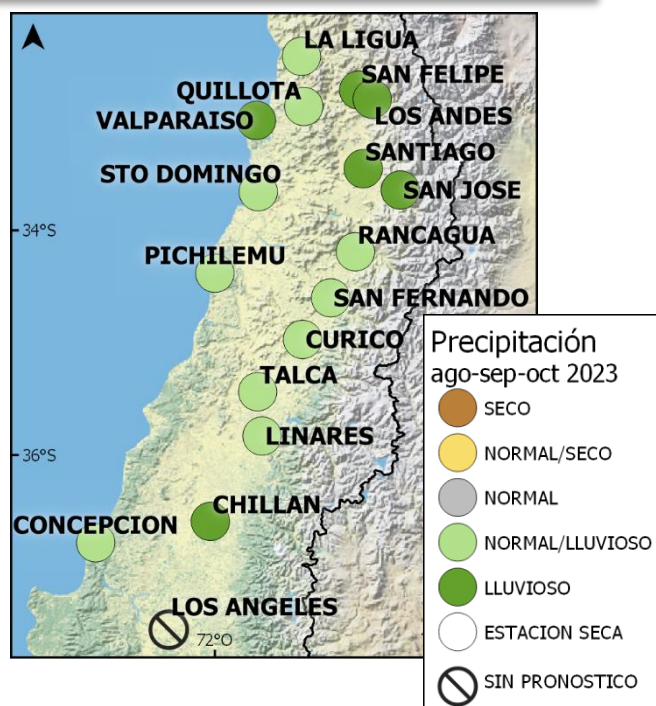 LA LIGUA
SAN FELIPE
QUILLOTA
LOS ANDES
VALPARAISO
SANTIAGO
STO DOMINGO
SAN JOSE
34°S
RANCAGUA
PICHILEMU
SAN FERNANDO
CURICO
TALCA
LINARES
36°S
CHILLAN
CONCEPCION
LOS ANGELES
72°O
Precipitación
ago-sep-oct 2023
SECO
NORMAL/SECO
NORMAL
NORMAL/LLUVIOSO
LLUVIOSO
ESTACION SECA
SIN PRONOSTICO